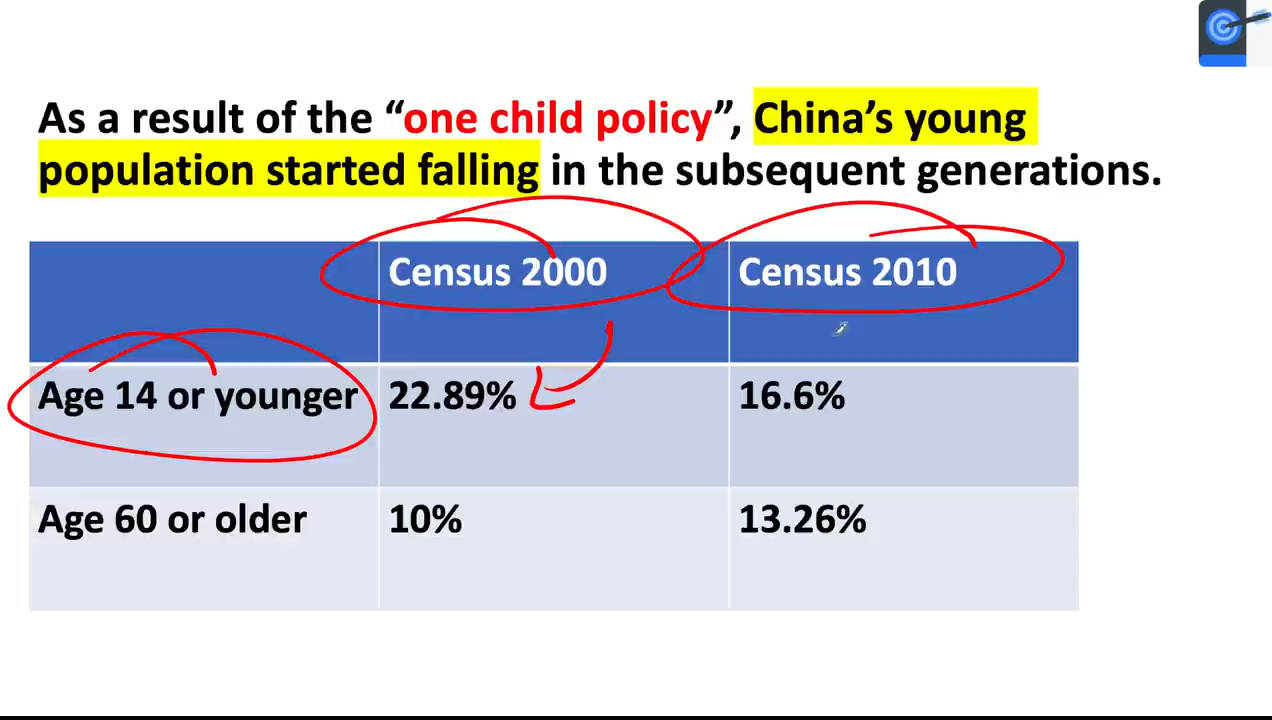 As a result of the “one child policy”, China’s young
population started falling in the subsequent generations.
Census 2000 Census 2010
Age 14 or younger 22.89% 16.6%
Age 60 or older 10% 13.26%